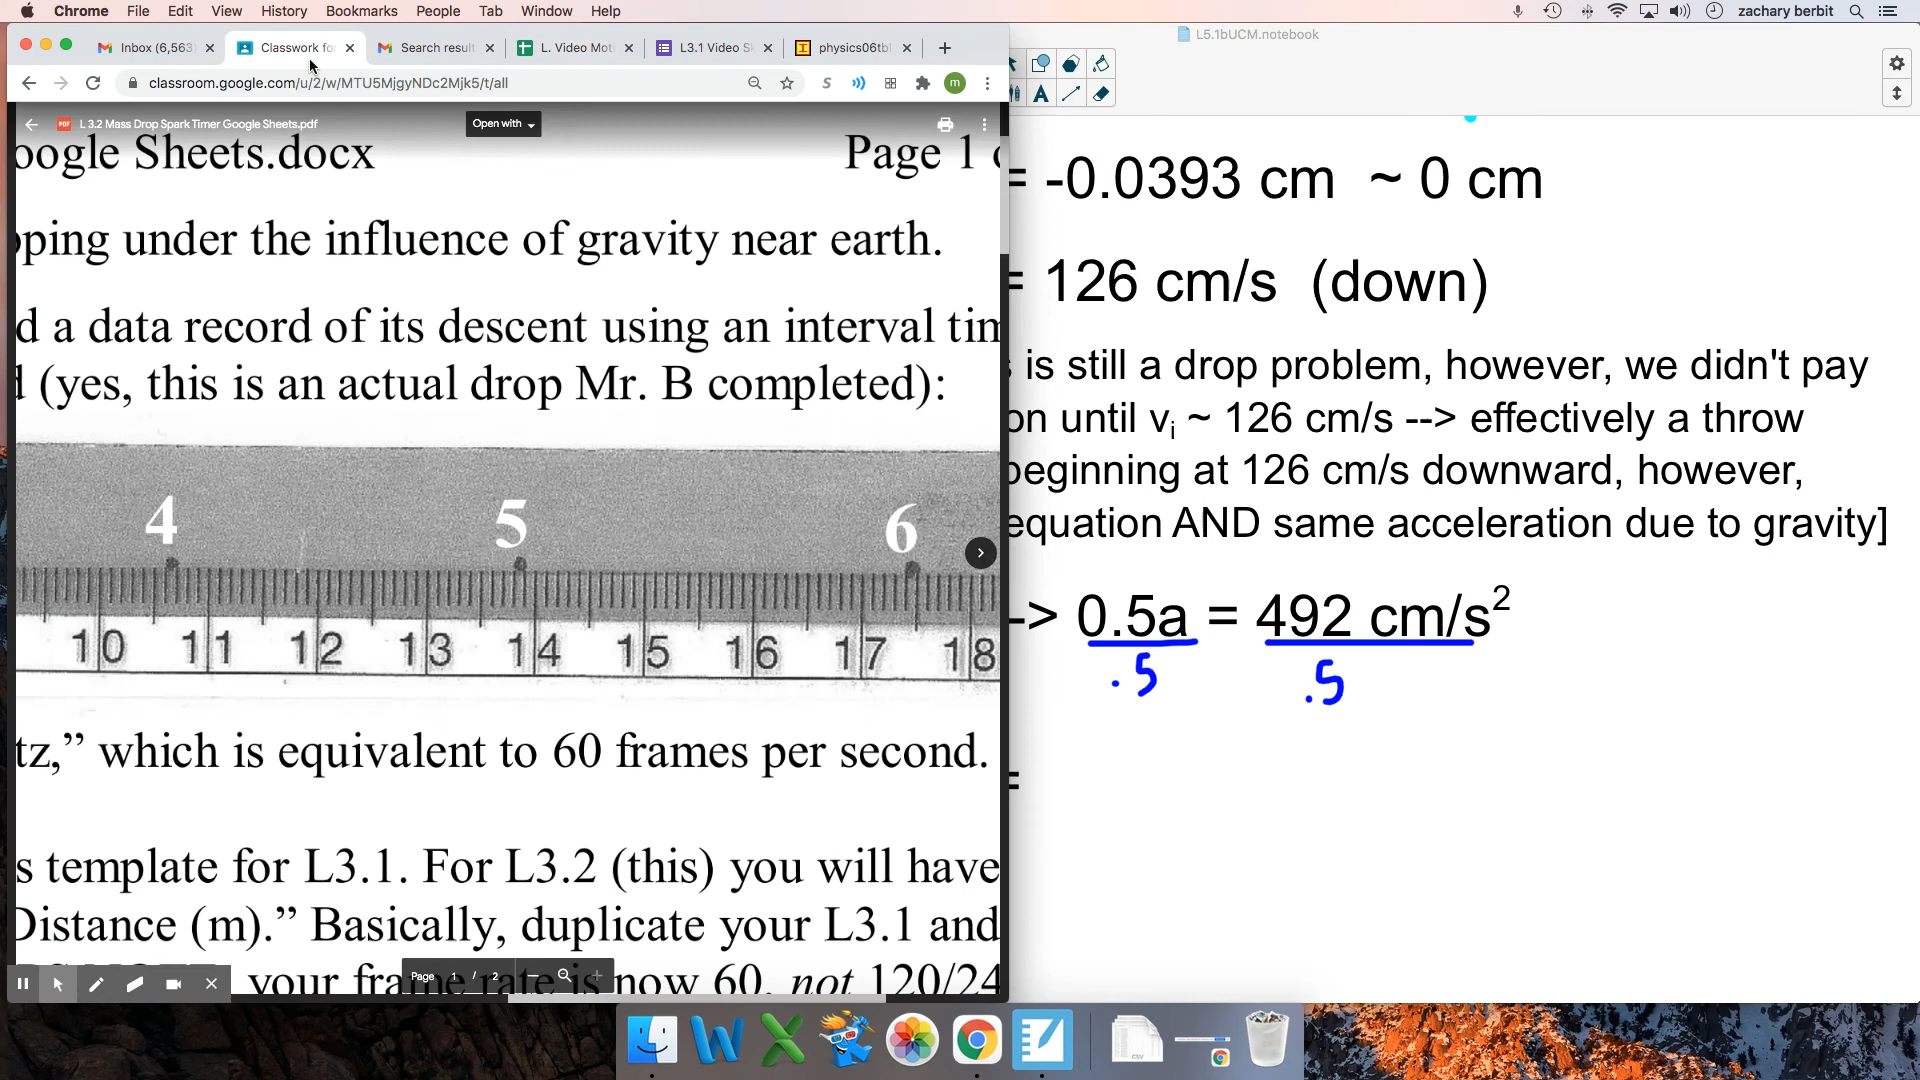 Chrome File Edit View History Bookmarks People Tab Window Help zachary berbit
Inbox (6,563 Classwork fo Search result L. Video Moti L3.1 Video S physics06tbl
L5.1bUCM.notebook
classroom.google.com/u/2/w/MTU5MjgyNDc2Mjk5/t/all
S m
A
PDF L 3.2 Mass Drop Spark Timer Google Sheets.pdf Open with
oogle Sheets.docx Page 1
pping under the influence of gravity near earth.
d a data record of its descent using an interval tim
(yes, this is an actual drop Mr. B completed):
4 5 6
10 11 12 13 14 15 16 17 18
tz,” which is equivalent to 60 frames per second.
s template for L3.1. For L3.2 (this) you will have
Distance (m).” Basically, duplicate your L3.1 and
your frame rate is now 60, not 120/24
Page 1 / 2
= -0.0393 cm ~ 0 cm
= 126 cm/s (down)
is still a drop problem, however, we didn't pay
on until vi ~ 126 cm/s --> effectively a throw
beginning at 126 cm/s downward, however,
equation AND same acceleration due to gravity]
-> 0.5a = 492 cm/s²
.5 .5
=
W X
CSV